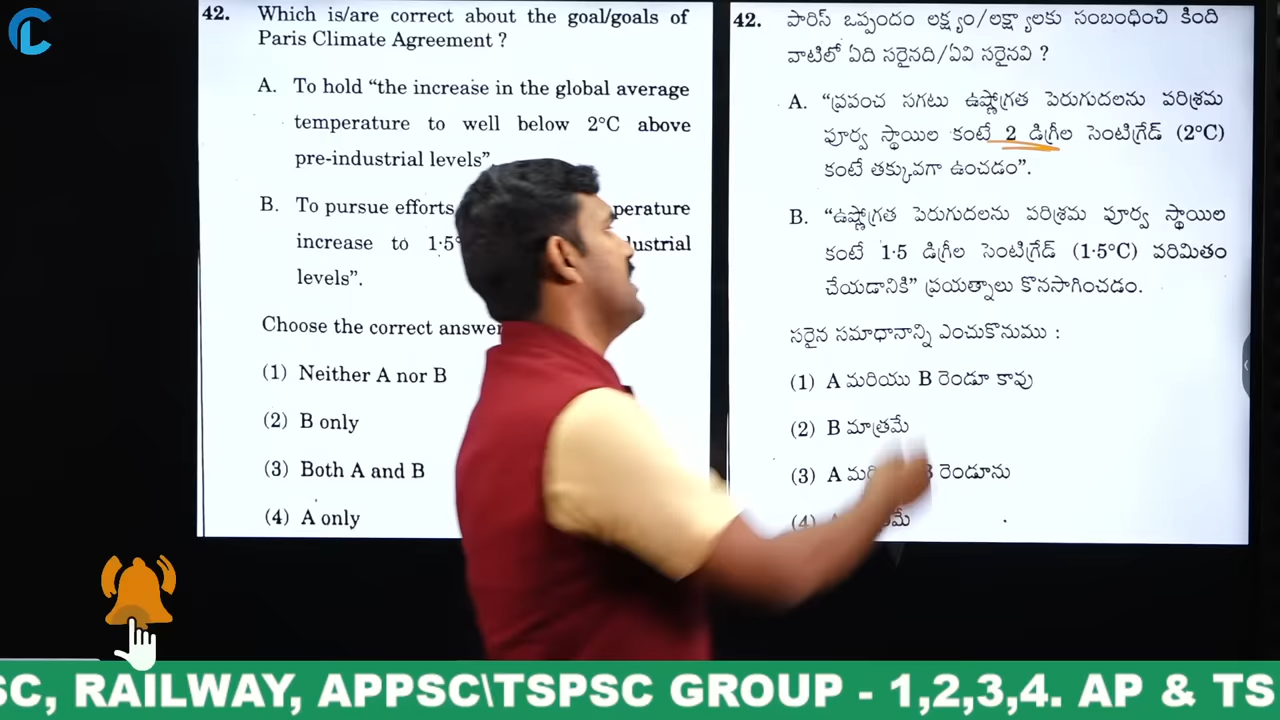 42. Which is/are correct about the goal/goals of
Paris Climate Agreement ?
A. To hold “the increase in the global average
temperature to well below 2°C above
pre-industrial levels”
B. To pursue efforts perature
increase to 1·5° dustrial
levels”.
Choose the correct answer
(1) Neither A nor B
(2) B only
(3) Both A and B
(4) A only
42. పారిస్ ఒప్పందం లక్ష్యం/లక్ష్యాలకు సంబంధించి కింది
వాటిలో ఏది సరైనది/ఏవి సరైనవి ?
A. “ప్రపంచ సగటు ఉష్ణోగ్రత పెరుగుదలను పరిశ్రమ
పూర్వ స్థాయిల కంటే 2 డిగ్రీల సెంటిగ్రేడ్ (2°C)
కంటే తక్కువగా ఉంచడం”.
B. “ఉష్ణోగ్రత పెరుగుదలను పరిశ్రమ పూర్వ స్థాయిల
కంటే 1·5 డిగ్రీల సెంటిగ్రేడ్ (1·5°C) పరిమితం
చేయడానికి” ప్రయత్నాలు కొనసాగించడం.
సరైన సమాధానాన్ని ఎంచుకొనుము :
(1) A మరియు B రెండూ కావు
(2) B మాత్రమే
(3) A B రెండూను
(4)
SC, RAILWAY, APPSC\TSPSC GROUP - 1,2,3,4. AP & TS